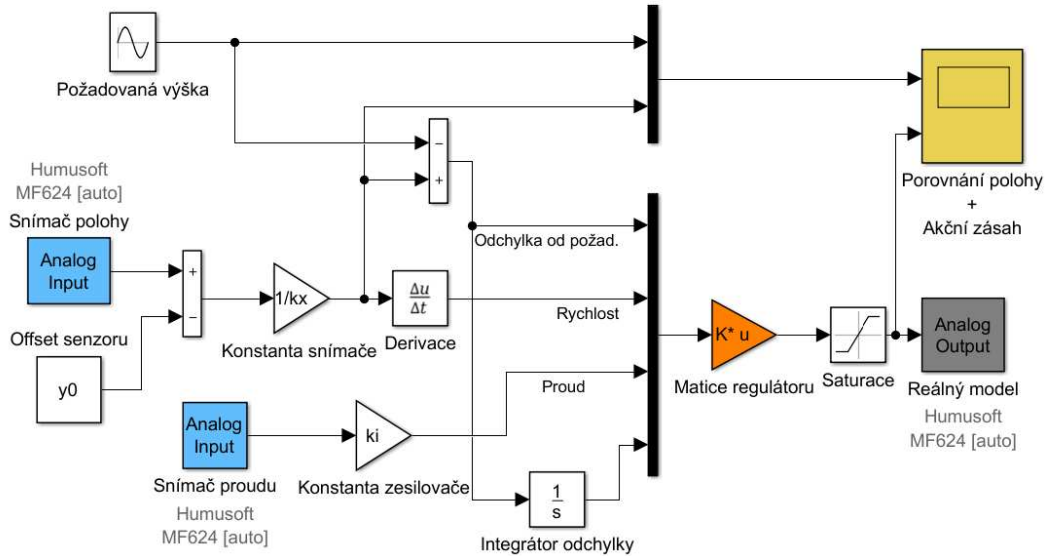 Požadovaná výška
Humusoft
MF624 [auto]
Snímač polohy
Analog
Input
+
−
Offset senzoru
y0
1/kx
Konstanta snímače
−
+
Δu
Δt
Derivace
Odchylka od požad.
Rychlost
Proud
Analog
Input
Snímač proudu
Humusoft
MF624 [auto]
ki
Konstanta zesilovače
1
s
Integrátor odchylky
K* u
Matice regulátoru
Saturace
Porovnání polohy
+
Akční zásah
Analog
Output
Reálný model
Humusoft
MF624 [auto]